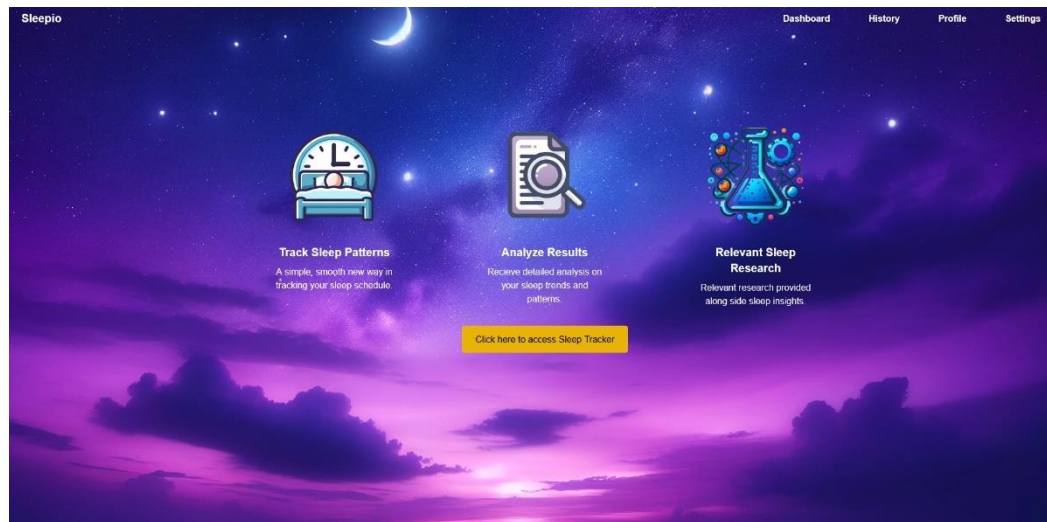 Sleepio
Dashboard
History
Profile
Settings
Track Sleep Patterns
A simple, smooth new way in
tracking your sleep schedule.
Analyze Results
Recieve detailed analysis on
your sleep trends and
patterns.
Relevant Sleep
Research
Relevant research provided
along side sleep insights.
Click here to access Sleep Tracker